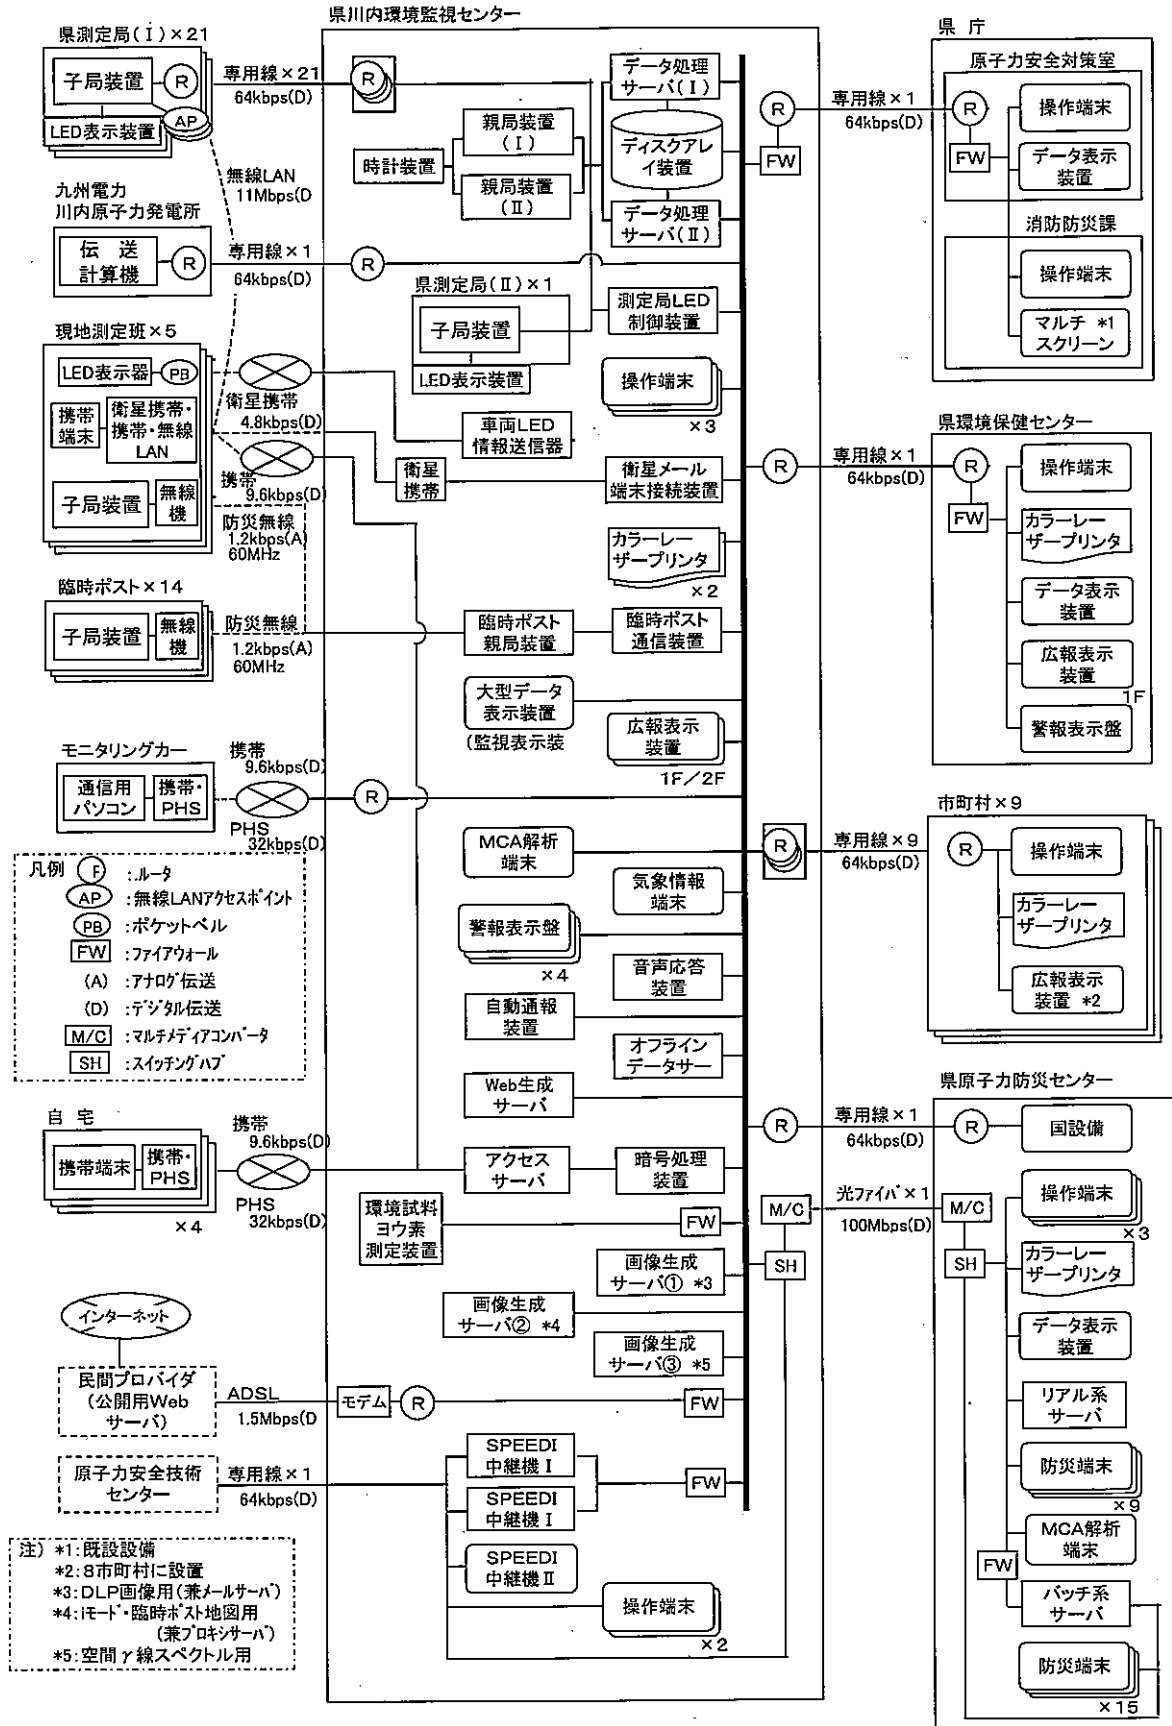 県川内環境監視センター
県測定局(Ⅰ)×21
子局装置
R
AP
LED表示装置
専用線×21
64kbps(D)
R
無線LAN
11Mbps(D
九州電力
川内原子力発電所
伝 送
計算機
R
専用線×1
64kbps(D)
R
現地測定班×5
LED表示器
PB
携帯
端末
衛星携帯・
携帯・無線
LAN
子局装置
無線
機
衛星携帯
4.8kbps(D)
携帯
9.6kbps(D)
防災無線
1.2kbps(A)
60MHz
臨時ポスト×14
子局装置
無線
機
防災無線
1.2kbps(A)
60MHz
モニタリングカー
通信用
パソコン
携帯・
PHS
携帯
9.6kbps(D)
PHS
32kbps(D)
R
凡例
:.ルータ
AP :無線LANアクセスポイント
PB :ポケットベル
FW :ファイアウォール
(A) :アナログ伝送
(D) :デジタル伝送
M/C :マルチメディアコンバータ
SH :スイッチングハブ
自 宅
携帯端末
携帯・
PHS
×4
携帯
9.6kbps(D)
PHS
32kbps(D)
インターネット
民間プロバイダ
(公開用Web
サーバ)
ADSL
1.5Mbps(D
モデム
R
FW
原子力安全技術
センター
専用線×1
64kbps(D)
注) *1:既設設備
*2:8市町村に設置
*3:DLP画像用(兼メールサーバ)
*4:iモード・臨時ポスト地図用
(兼プロキシサーバ)
*5:空間γ線スペクトル用
時計装置
親局装置
(Ⅰ)
親局装置
(Ⅱ)
データ処理
サーバ(Ⅰ)
ディスクアレ
イ装置
データ処理
サーバ(Ⅱ)
県測定局(Ⅱ)×1
子局装置
LED表示装置
測定局LED
制御装置
操作端末
×3
車両LED
情報送信器
衛星
携帯
衛星メール
端末接続装置
カラーレー
ザープリンタ
×2
臨時ポスト
親局装置
臨時ポスト
通信装置
大型データ
表示装置
(監視表示装
広報表示
装置
1F/2F
MCA解析
端末
気象情報
端末
警報表示盤
×4
音声応答
装置
自動通報
装置
オフライン
データサー
Web生成
サーバ
アクセス
サーバ
暗号処理
装置
環境試料
ヨウ素
測定装置
FW
画像生成
サーバ① *3
画像生成
サーバ② *4
画像生成
サーバ③ *5
SPEEDI
中継機Ⅰ
SPEEDI
中継機Ⅰ
FW
SPEEDI
中継機Ⅱ
操作端末
×2
R
FW
専用線×1
64kbps(D)
県 庁
原子力安全対策室
R
FW
操作端末
データ表示
装置
消防防災課
操作端末
マルチ *1
スクリーン
R
専用線×1
64kbps(D)
県環境保健センター
R
FW
操作端末
カラーレー
ザープリンタ
データ表示
装置
広報表示
装置
1F
警報表示盤
R
専用線×9
64kbps(D)
市町村×9
R
操作端末
カラーレー
ザープリンタ
広報表示
装置 *2
R
専用線×1
64kbps(D)
県原子力防災センター
R
国設備
M/C
SH
光ファイバ×1
100Mbps(D)
M/C
SH
操作端末
×3
カラーレー
ザープリンタ
データ表示
装置
リアル系
サーバ
防災端末
×9
MCA解析
端末
FW
バッチ系
サーバ
防災端末
×15